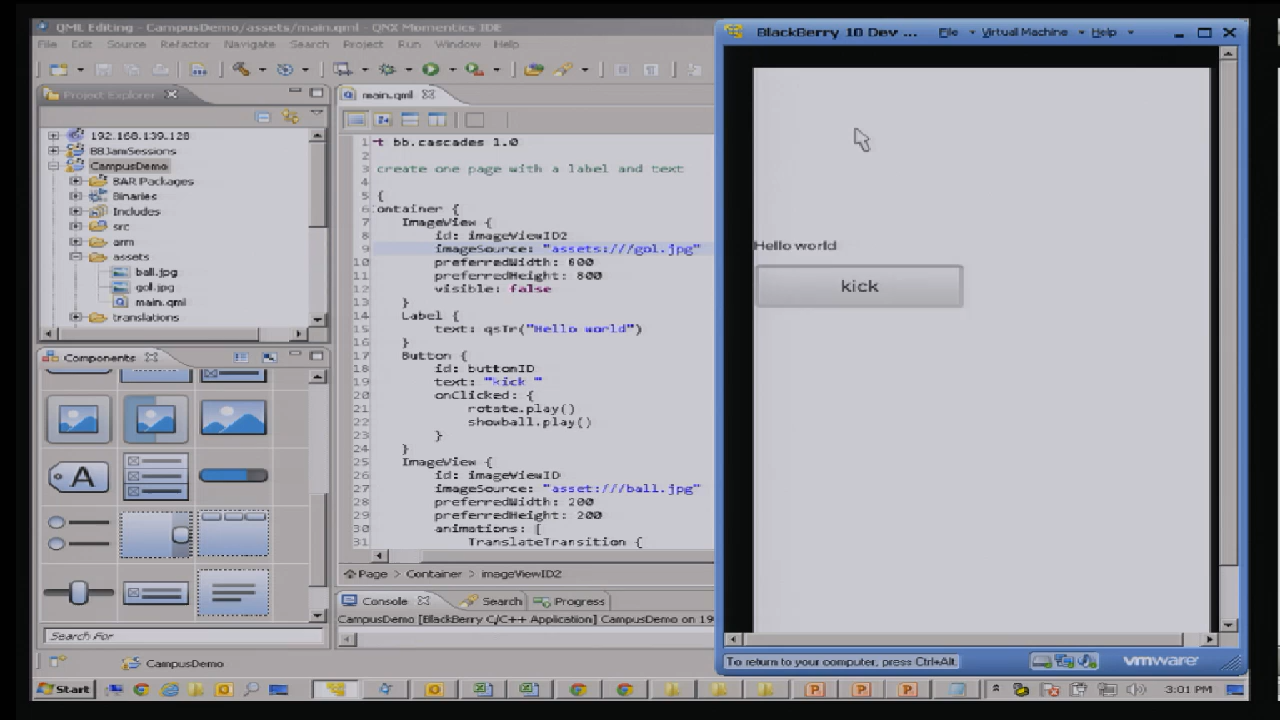 QML Editing - CampusDemo/assets/main.qml - QNX Momentics IDE
File Edit Source Refactor Navigate Search Project Run Window Help
Project Explorer
192.168.139.128
BBJamSessions
CampusDemo
BAR Packages
Binaries
Includes
src
arm
assets
ball.jpg
gol.jpg
main.qml
translations
Components
A
Search For
CampusDemo
main.qml
1 t bb.cascades 1.0
2
3 create one page with a label and text
4
5 {
6 ontainer {
7 ImageView {
8 id: imageViewID2
9 imageSource: "assets:///gol.jpg"
10 preferredWidth: 600
11 preferredHeight: 800
12 visible: false
13 }
14 Label {
15 text: qsTr("Hello world")
16 }
17 Button {
18 id: buttonID
19 text: "kick "
20 onClicked: {
21 rotate.play()
22 showball.play()
23 }
24 }
25 ImageView {
26 id: imageViewID
27 imageSource: "asset:///ball.jpg"
28 preferredWidth: 200
29 preferredHeight: 200
30 animations: [
31 TranslateTransition {
Page > Container > imageViewID2
Console Search Progress
CampusDemo [BlackBerry C/C++ Application] CampusDemo on 19
BlackBerry 10 Dev ... File Virtual Machine Help
Hello world
kick
To return to your computer, press Ctrl+Alt.
vmware
Start
3:01 PM